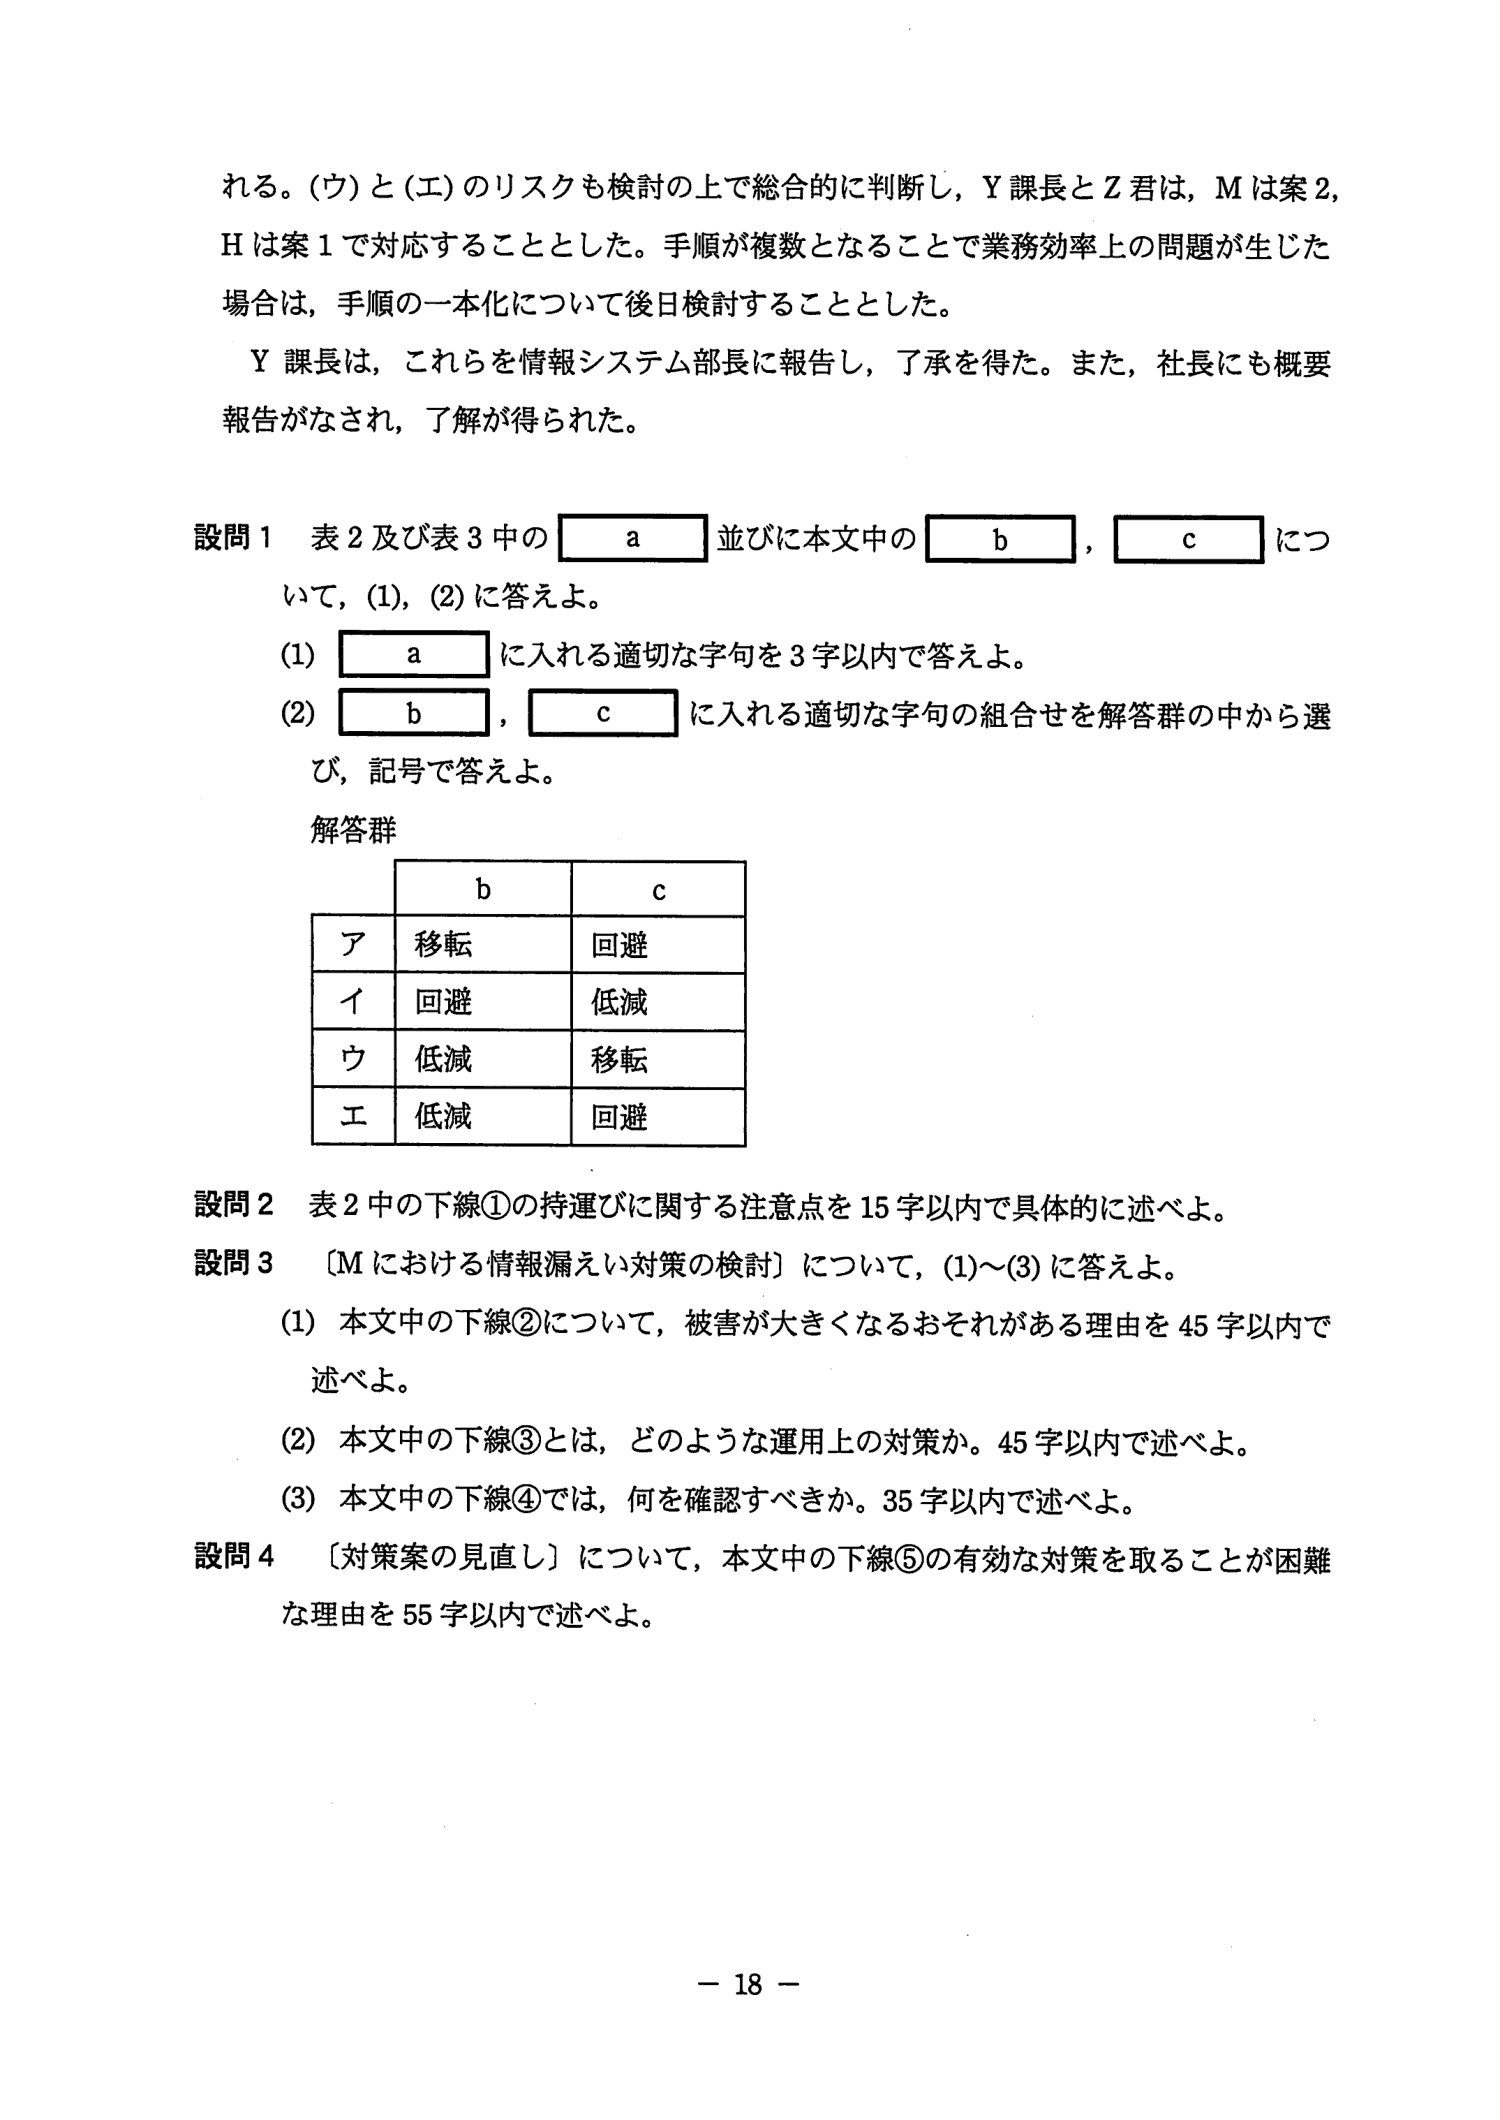 れる。(ウ)と(エ)のリスクも検討の上で総合的に判断し，Y課長とZ君は，Mは案2，
Hは案1で対応することとした。手順が複数となることで業務効率上の問題が生じた
場合は，手順の一本化について後日検討することとした。
Y課長は，これらを情報システム部長に報告し，了承を得た。また，社長にも概要
報告がなされ，了解が得られた。
設問1 表2及び表3中の a 並びに本文中の b ， c につ
いて，(1)，(2)に答えよ。
(1) a に入れる適切な字句を3字以内で答えよ。
(2) b ， c に入れる適切な字句の組合せを解答群の中から選
び，記号で答えよ。
解答群
b c
ア 移転 回避
イ 回避 低減
ウ 低減 移転
エ 低減 回避
設問2 表2中の下線①の持運びに関する注意点を15字以内で具体的に述べよ。
設問3 〔Mにおける情報漏えい対策の検討〕について，(1)～(3)に答えよ。
(1) 本文中の下線②について，被害が大きくなるおそれがある理由を45字以内で
述べよ。
(2) 本文中の下線③とは，どのような運用上の対策か。45字以内で述べよ。
(3) 本文中の下線④では，何を確認すべきか。35字以内で述べよ。
設問4 〔対策案の見直し〕について，本文中の下線⑤の有効な対策を取ることが困難
な理由を55字以内で述べよ。
－ 18 －